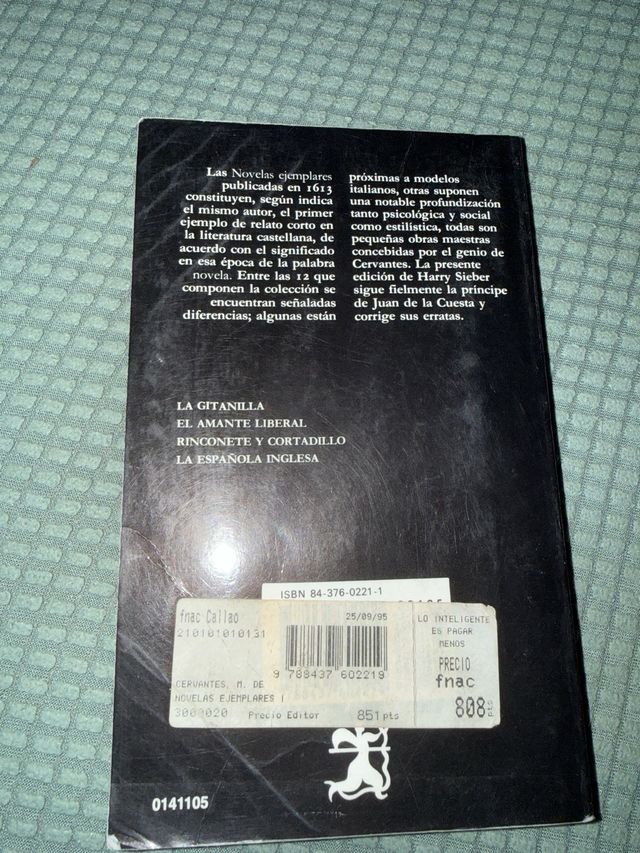 Las Novelas ejemplares
publicadas en 1613
constituyen, según indica
el mismo autor, el primer
ejemplo de relato corto en
la literatura castellana, de
acuerdo con el significado
en esa época de la palabra
novela. Entre las 12 que
componen la colección se
encuentran señaladas
diferencias; algunas están
próximas a modelos
italianos, otras suponen
una notable profundización
tanto psicológica y social
como estilística, todas son
pequeñas obras maestras
concebidas por el genio de
Cervantes. La presente
edición de Harry Sieber
sigue fielmente la príncipe
de Juan de la Cuesta y
corrige sus erratas.
LA GITANILLA
EL AMANTE LIBERAL
RINCONETE Y CORTADILLO
LA ESPAÑOLA INGLESA
ISBN 84-376-0221-1
fnac Callao
210101010131
25/09/95
9 788437 602219
CERVANTES, M. DE
NOVELAS EJEMPLARES I
3000020 Precio Editor 851 pts
LO INTELIGENTE
ES PAGAR
MENOS
PRECIO
fnac
808
0141105